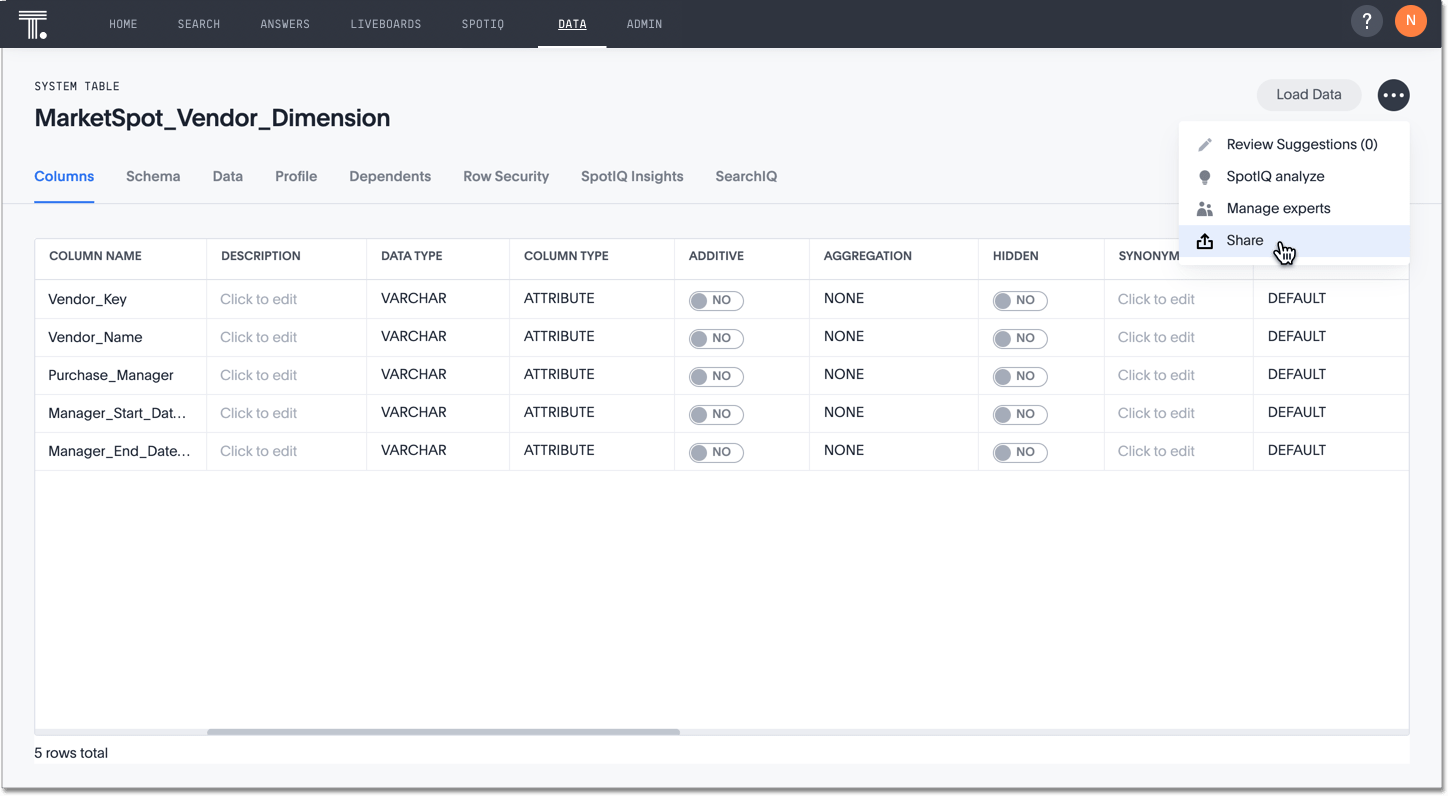 HOME SEARCH ANSWERS LIVEBOARDS SPOTIQ DATA ADMIN ? N
SYSTEM TABLE
MarketSpot_Vendor_Dimension
Load Data
Review Suggestions (0)
SpotIQ analyze
Manage experts
Share
Columns Schema Data Profile Dependents Row Security SpotIQ Insights SearchIQ
COLUMN NAME DESCRIPTION DATA TYPE COLUMN TYPE ADDITIVE AGGREGATION HIDDEN SYNONYM
Vendor_Key Click to edit VARCHAR ATTRIBUTE NO NONE NO Click to edit DEFAULT
Vendor_Name Click to edit VARCHAR ATTRIBUTE NO NONE NO Click to edit DEFAULT
Purchase_Manager Click to edit VARCHAR ATTRIBUTE NO NONE NO Click to edit DEFAULT
Manager_Start_Dat... Click to edit VARCHAR ATTRIBUTE NO NONE NO Click to edit DEFAULT
Manager_End_Date... Click to edit VARCHAR ATTRIBUTE NO NONE NO Click to edit DEFAULT
5 rows total